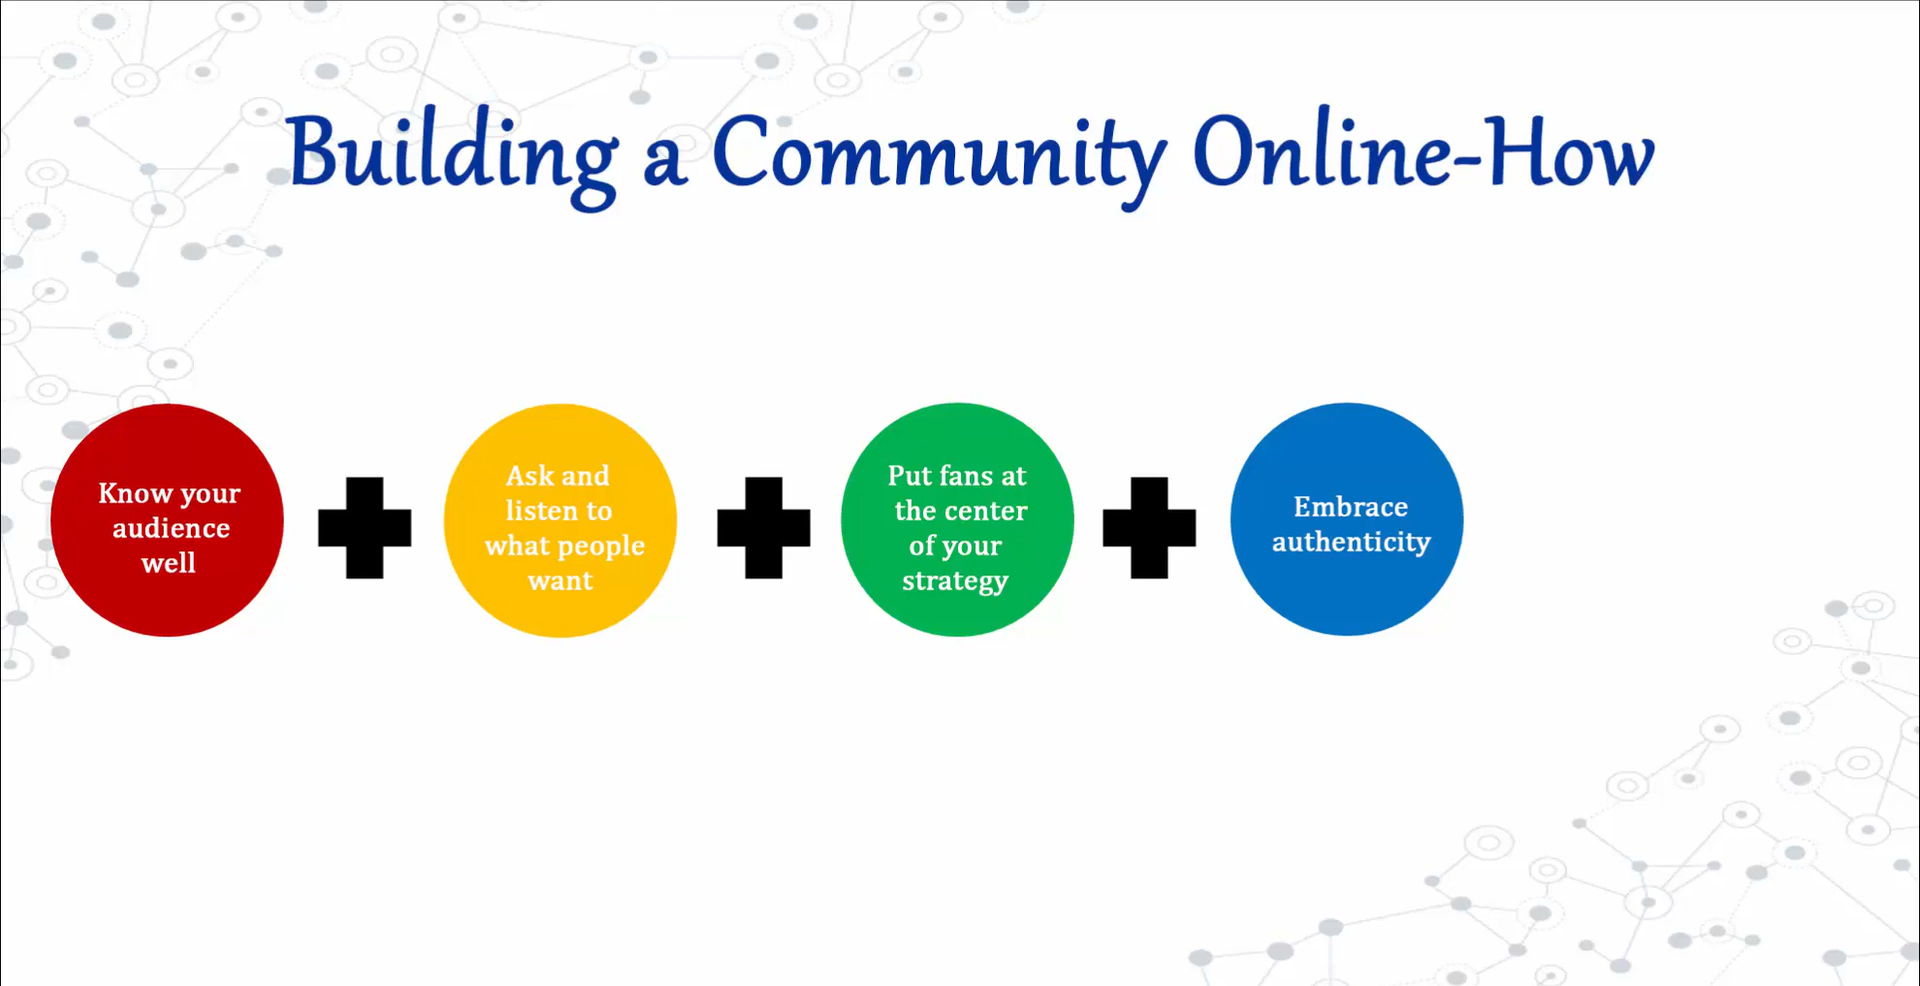 Building a Community Online-How
Know your
audience
well
Ask and
listen to
what people
want
Put fans at
the center
of your
strategy
Embrace
authenticity